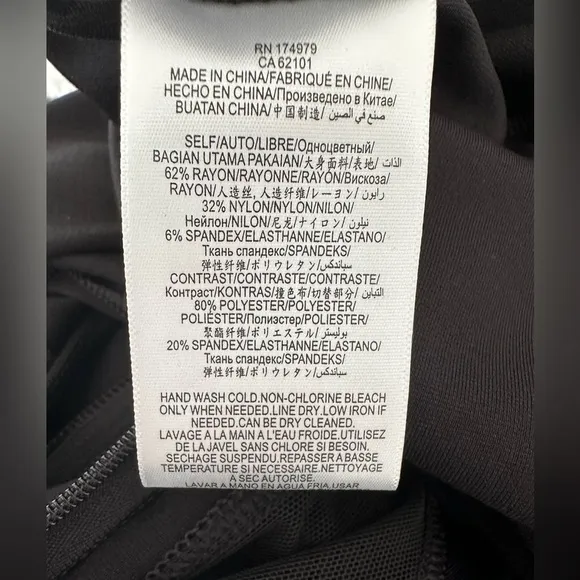 RN 174979
CA 62101
MADE IN CHINA/FABRIQUÉ EN CHINE/
HECHO EN CHINA/Произведено в Китае/
BUATAN CHINA/中国制造/ صنع في الصين/
SELF/AUTO/LIBRE/Одноцветный/
BAGIAN UTAMA PAKAIAN/大身面料/表地/ الذات
62% RAYON/RAYONNE/RAYON/Вискоза/
RAYON/人造丝, 人造纤维/レーヨン/ رايون
32% NYLON/NYLON/NILON/
Нейлон/NILON/尼龙/ナイロン/ نيلون
6% SPANDEX/ELASTHANNE/ELASTANO/
Ткань спандекс/SPANDEKS/
弹性纤维/ポリウレタン/سباندكس
CONTRAST/CONTRASTE/CONTRASTE/
Контраст/KONTRAS/撞色布/切替部分/ التباين
80% POLYESTER/POLYESTER/
POLIÉSTER/Полиэстер/POLIESTER/
聚酯纤维/ポリエステル/ بوليستر
20% SPANDEX/ELASTHANNE/ELASTANO/
Ткань спандекс/SPANDEKS/
弹性纤维/ポリウレタン/سباندكس
HAND WASH COLD.NON-CHLORINE BLEACH
ONLY WHEN NEEDED.LINE DRY.LOW IRON IF
NEEDED.CAN BE DRY CLEANED.
LAVAGE A LA MAIN A L'EAU FROIDE.UTILISER
DE LA JAVEL SANS CHLORE SI BESOIN.
SECHAGE SUSPENDU.REPASSER A BASSE
TEMPERATURE SI NECESSAIRE.NETTOYAGE
A SEC POSSIBLE.
LAVAR A MANO EN AGUA FRIA.USAR